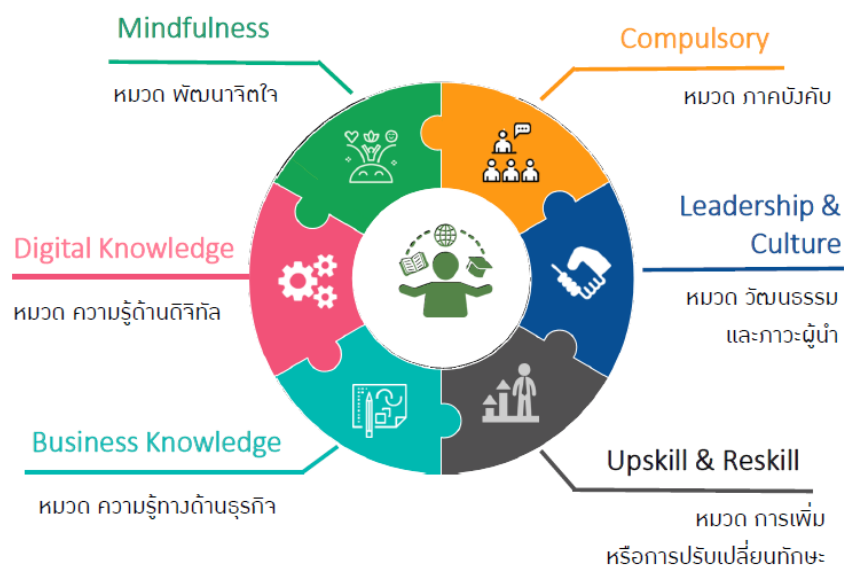 Mindfulness
หมวด พัฒนาจิตใจ
Compulsory
หมวด ภาคบังคับ
Digital Knowledge
หมวด ความรู้ด้านดิจิทัล
Leadership &
Culture
หมวด วัฒนธรรม
และภาวะผู้นำ
Business Knowledge
หมวด ความรู้ทางด้านธุรกิจ
Upskill & Reskill
หมวด การเพิ่ม
หรือการปรับเปลี่ยนทักษะ